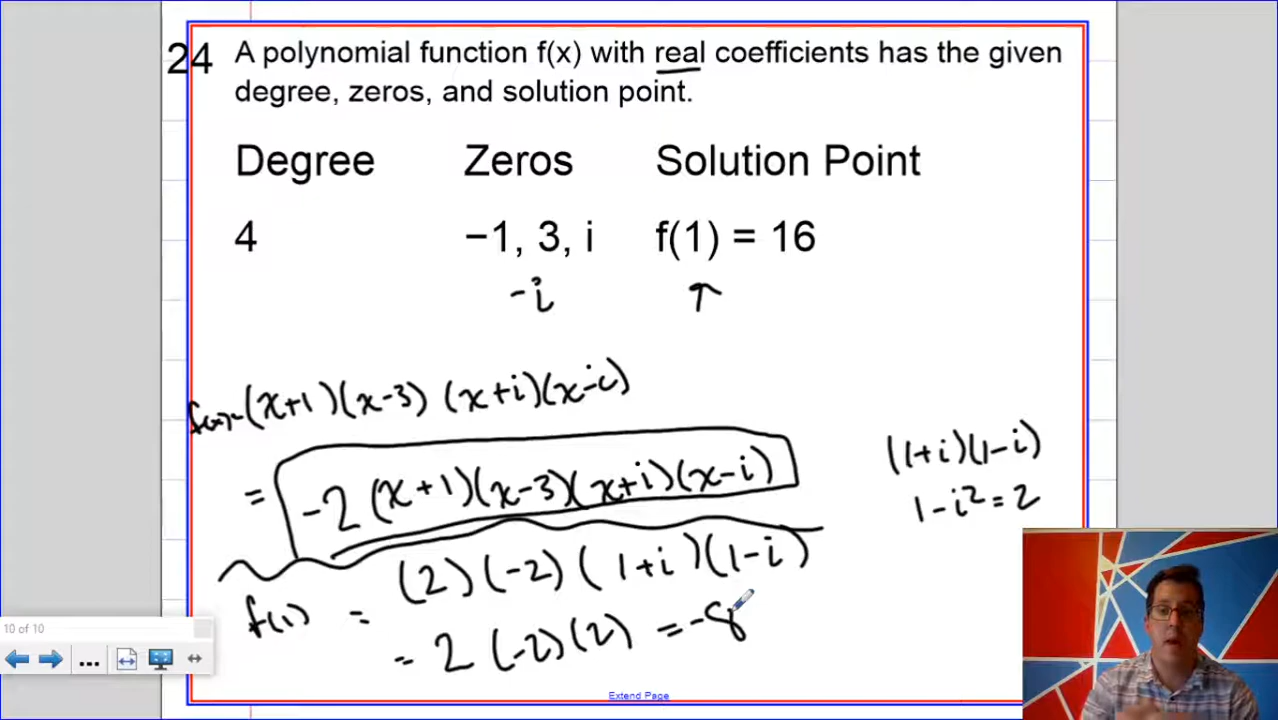 24 A polynomial function f(x) with real coefficients has the given
degree, zeros, and solution point.
Degree Zeros Solution Point
4 −1, 3, i f(1) = 16
-i ↑
f(x)=(x+1)(x-3) (x+i)(x-i)
= -2 (x+1)(x-3)(x+i)(x-i)
(1+i)(1-i)
1-i²=2
f(1) = (2)(-2)(1+i)(1-i)
= 2(-2)(2) = -8
10 of 10
...
Extend Page